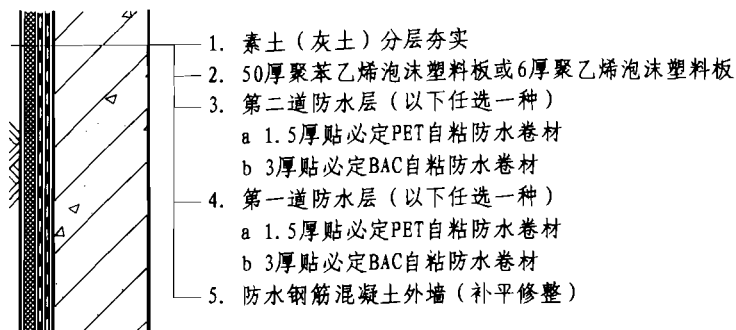 1. 素土（灰土）分层夯实
2. 50厚聚苯乙烯泡沫塑料板或6厚聚乙烯泡沫塑料板
3. 第二道防水层（以下任选一种）
a 1.5厚贴必定PET自粘防水卷材
b 3厚贴必定BAC自粘防水卷材
4. 第一道防水层（以下任选一种）
a 1.5厚贴必定PET自粘防水卷材
b 3厚贴必定BAC自粘防水卷材
5. 防水钢筋混凝土外墙（补平修整）